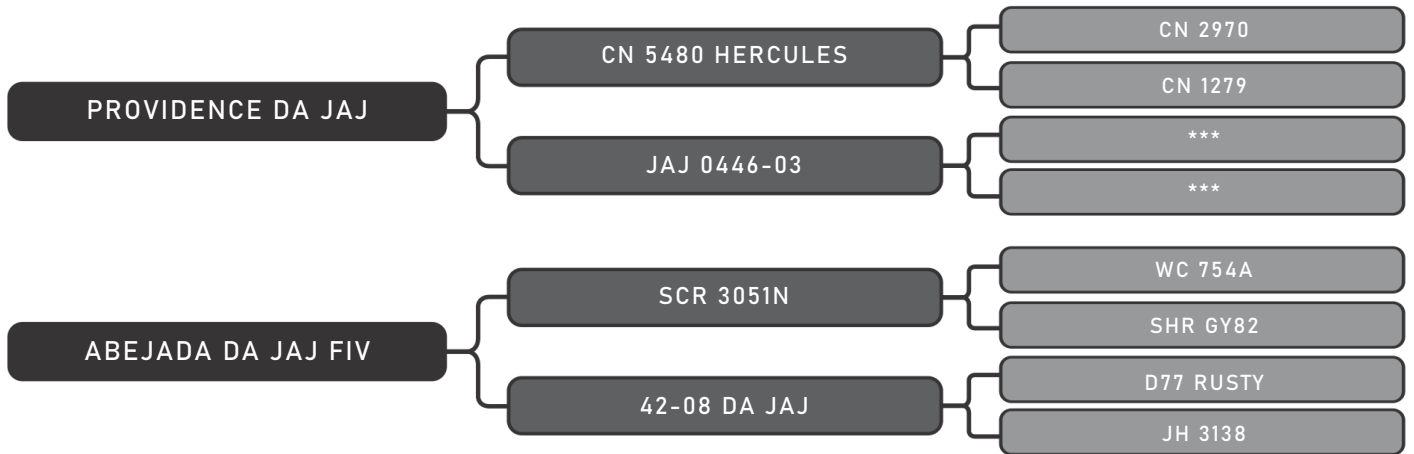 PROVIDENCE DA JAJ
CN 5480 HERCULES
CN 2970
CN 1279
JAJ 0446-03
***
***
ABEJADA DA JAJ FIV
SCR 3051N
WC 754A
SHR GY82
42-08 DA JAJ
D77 RUSTY
JH 3138